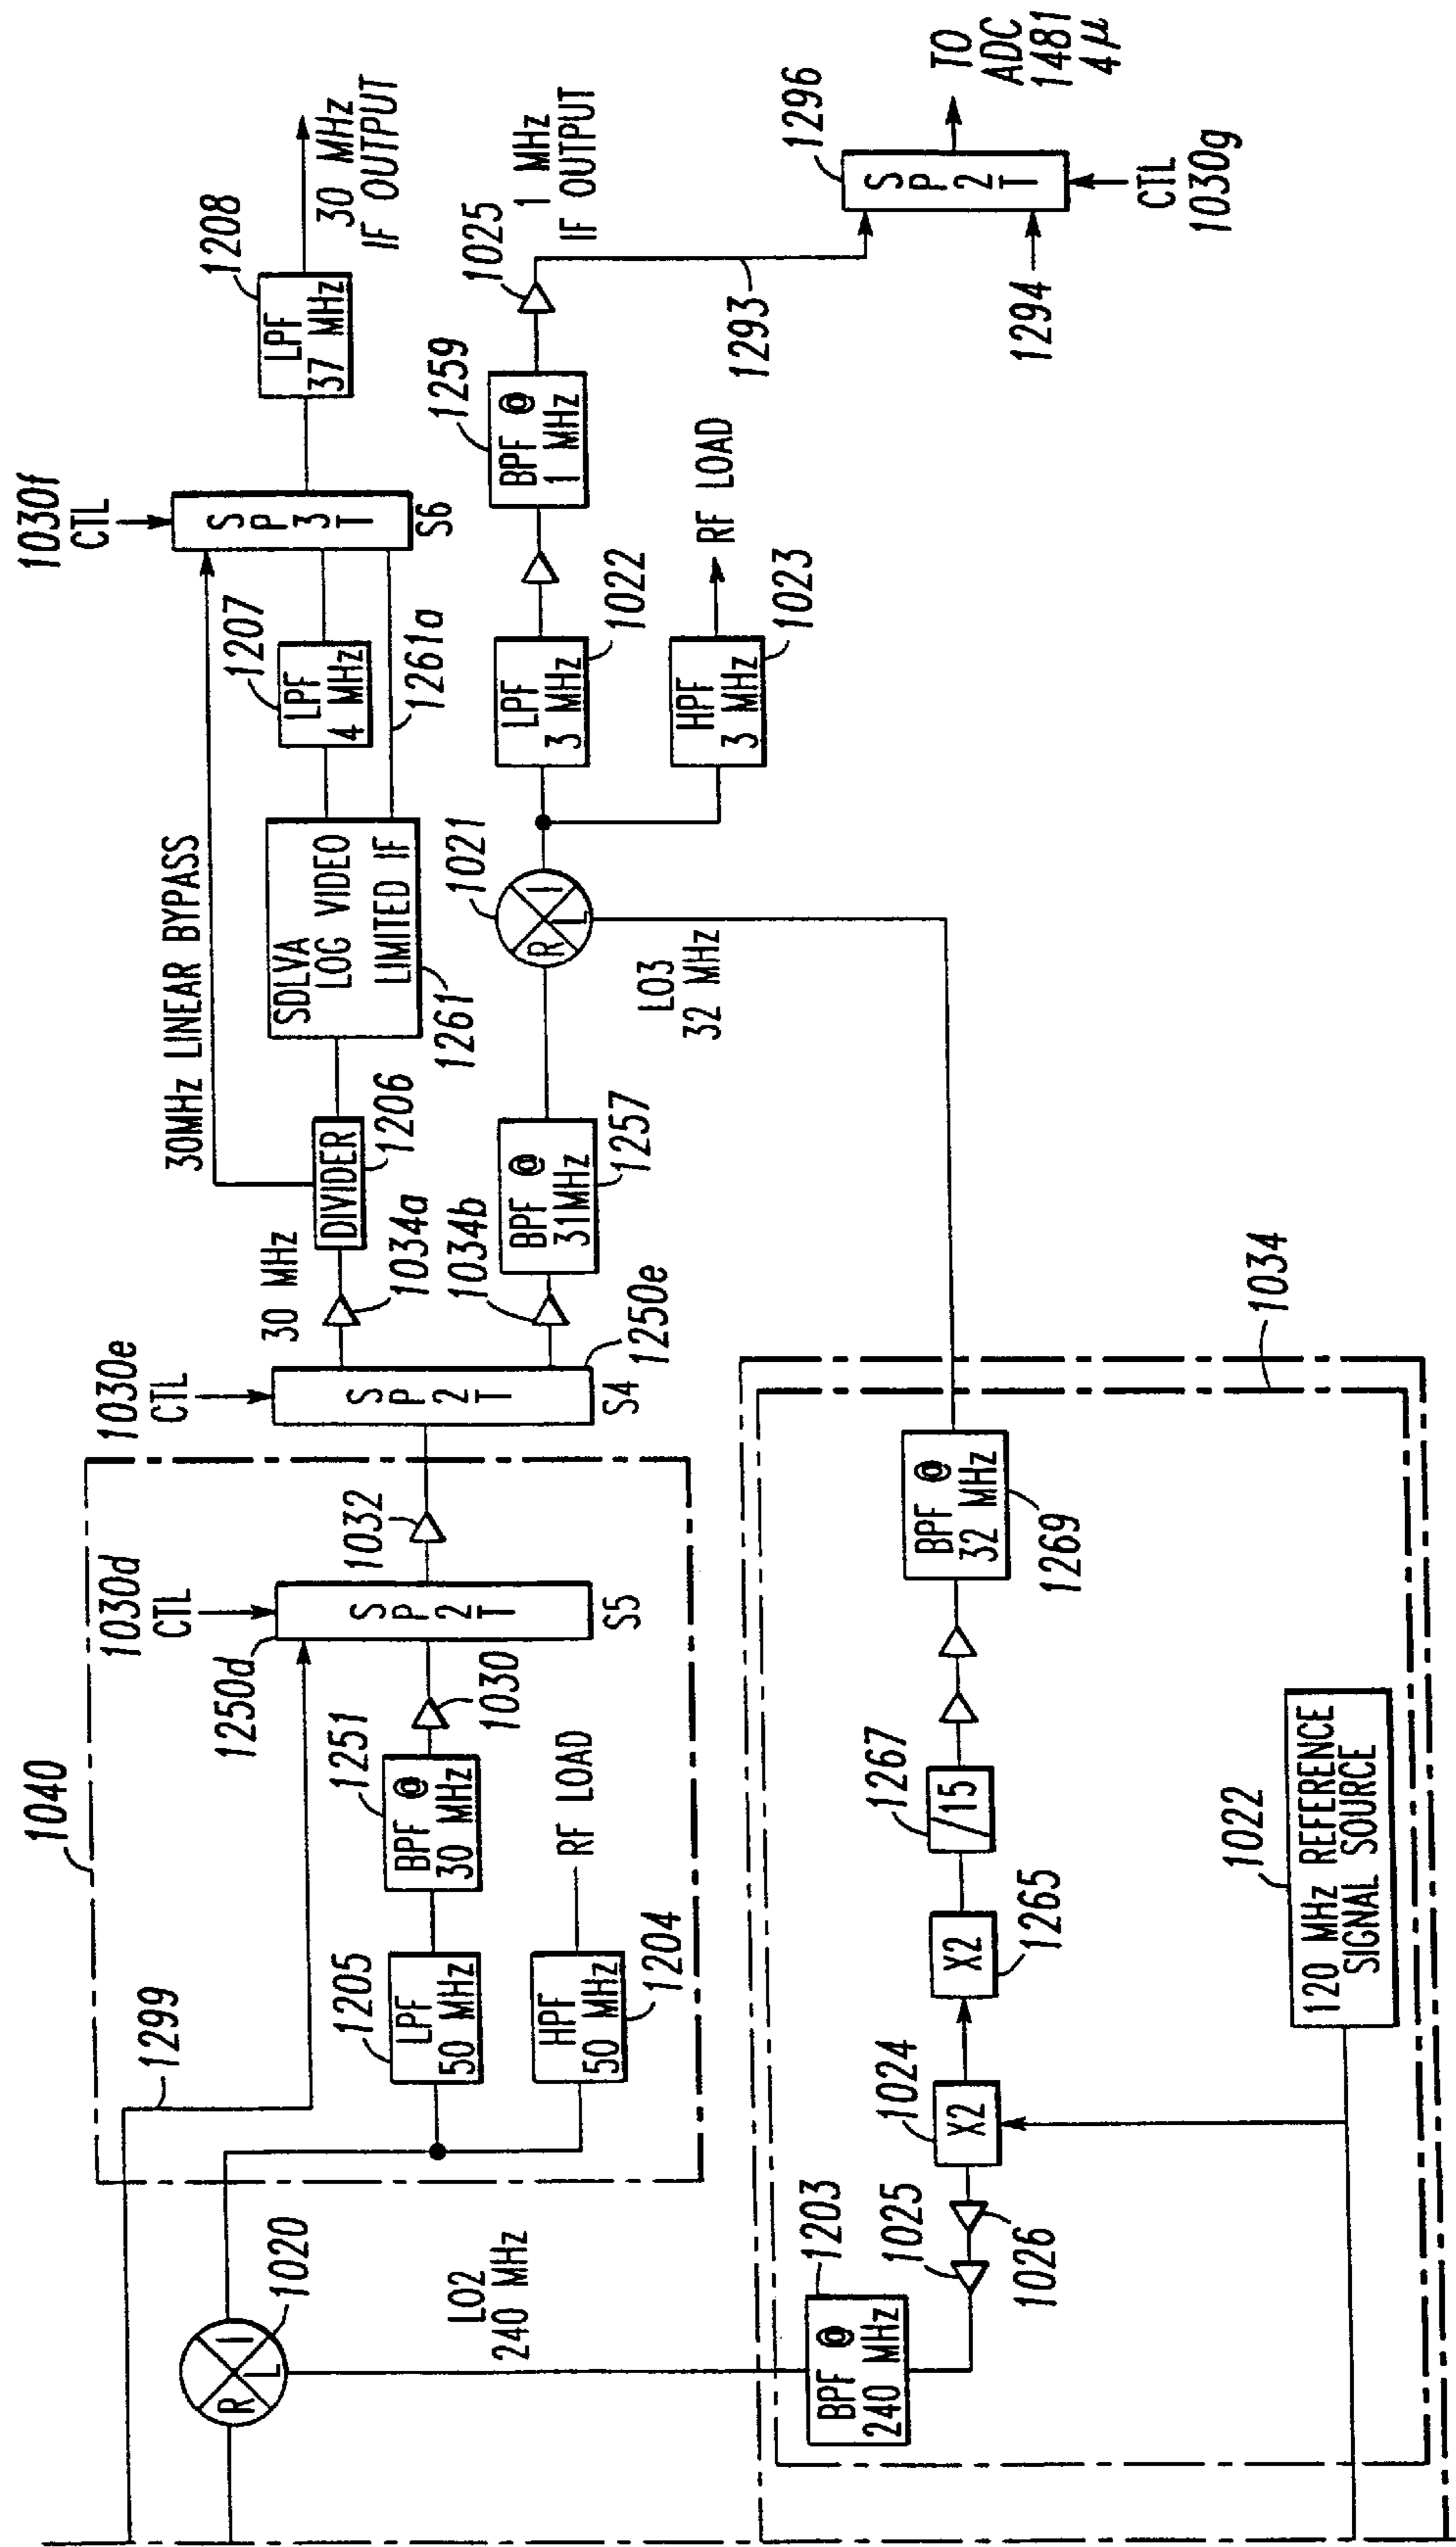 1299
1040
1020
R I
L
LO2
240 MHz
1205
LPF
50 MHz
HPF
50 MHz
1204
1251
BPF @
30 MHz
RF LOAD
1030
1250d
1030d
CTL
SP2T
S5
1032
1030e
CTL
SP2T
S4
1250e
30 MHz
1034a
1034b
DIVIDER
1206
30MHz LINEAR BYPASS
SDLVA
LOG VIDEO
LIMITED IF
1261
1207
LPF
4 MHz
1261a
1030f
CTL
SP3T
S6
1208
LPF
37 MHz
30 MHz
IF OUTPUT
BPF @
31MHz
1257
1021
R I
L
LO3
32 MHz
LPF
3 MHz
1022
HPF
3 MHz
1023
RF LOAD
1259
BPF @
1 MHz
1025
1 MHz
IF OUTPUT
1293
1294
1296
SP2T
CTL
1030g
TO
ADC
1481
4μ
1203
BPF @
240 MHz
1025
1026
1024
X2
X2
1265
1267
/15
BPF @
32 MHz
1269
1034
1022
120 MHz REFERENCE
SIGNAL SOURCE